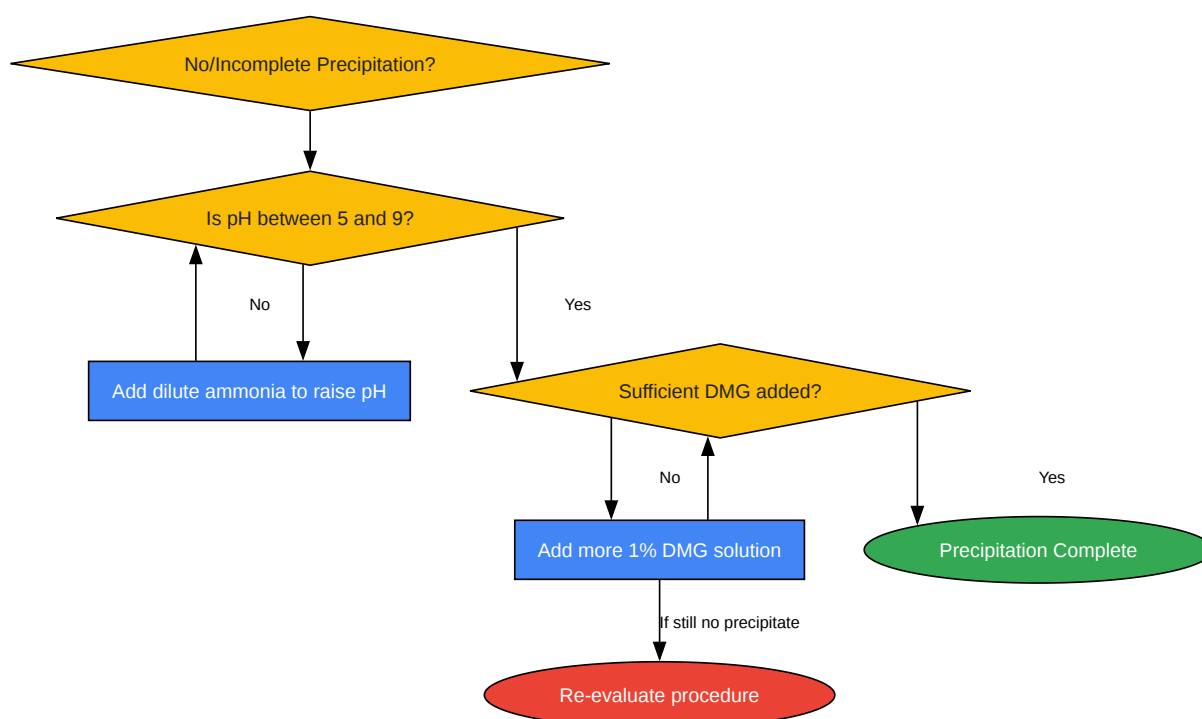 No/Incomplete Precipitation?
Is pH between 5 and 9?
No
Yes
Add dilute ammonia to raise pH
Sufficient DMG added?
No
Yes
Add more 1% DMG solution
Precipitation Complete
If still no precipitate
Re-evaluate procedure